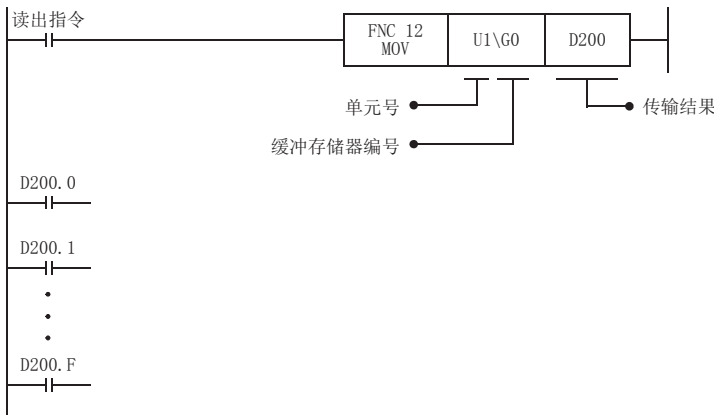 读出指令
FNC 12
MOV
U1\G0
D200
单元号
传输结果
缓冲存储器编号
D200.0
D200.1
D200.F